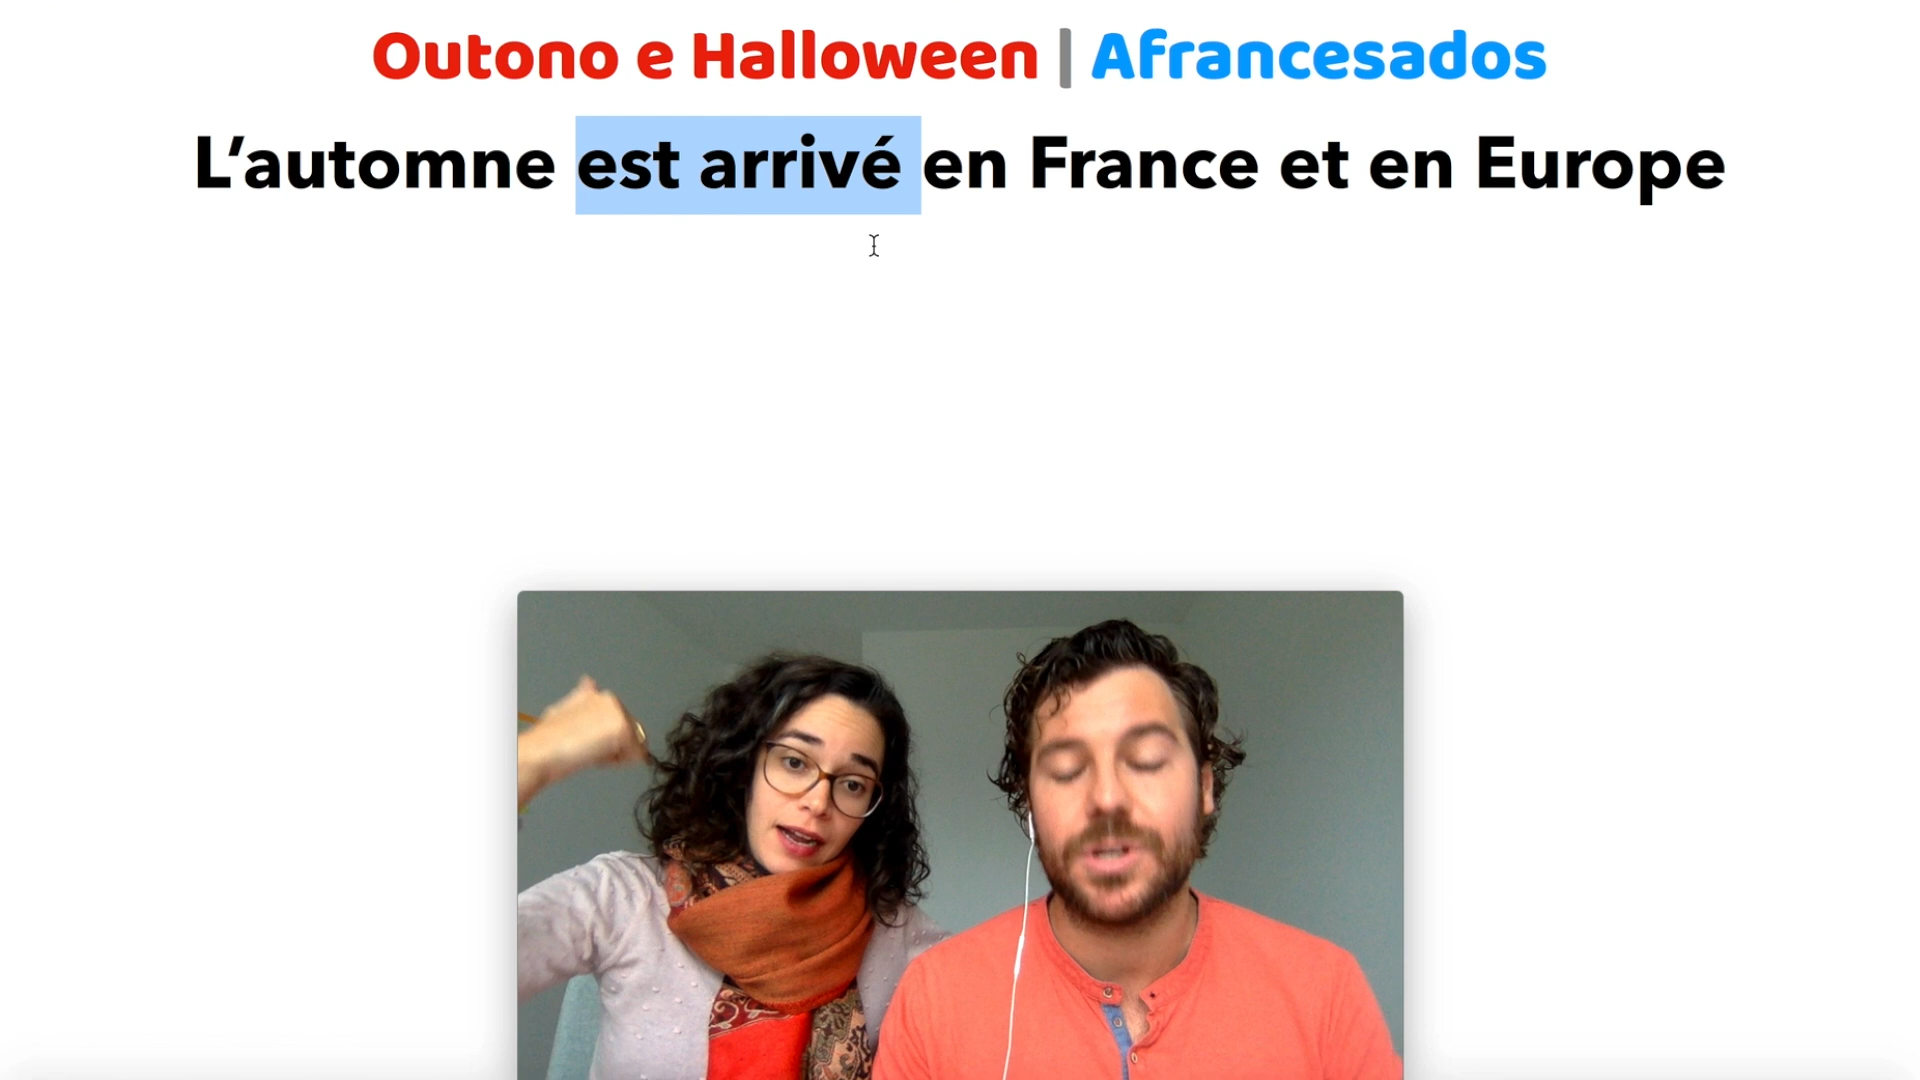 Outono e Halloween | Afrancesados
L’automne est arrivé en France et en Europe